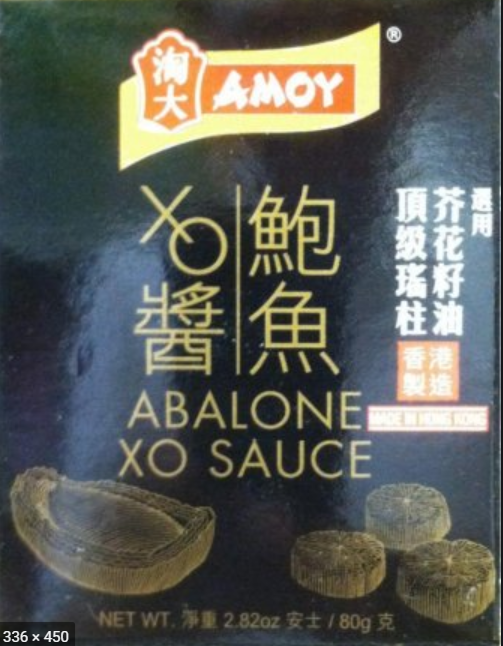 淘大
AMOY
®
鮑魚
XO醬
選用
芥花籽油
頂級瑤柱
香港
製造
MADE IN HONG KONG
ABALONE
XO SAUCE
NET WT. 淨重 2.82oz 安士 / 80g 克
336 × 450